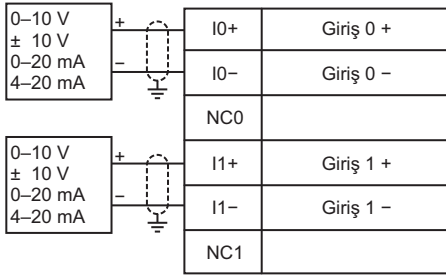 0–10 V
± 10 V
0–20 mA
4–20 mA
+
−
I0+ Giriş 0 +
I0− Giriş 0 −
NC0
0–10 V
± 10 V
0–20 mA
4–20 mA
+
−
I1+ Giriş 1 +
I1− Giriş 1 −
NC1